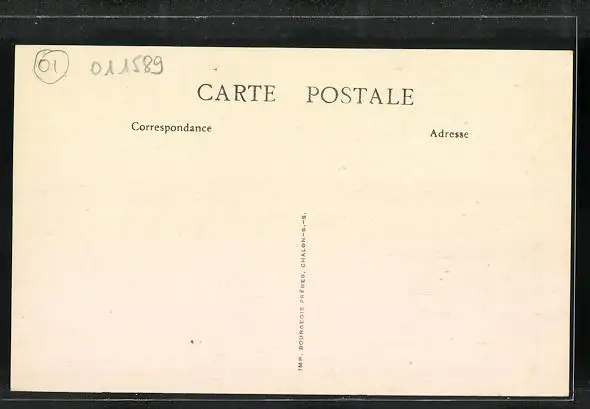 01 011589
CARTE POSTALE
Correspondance Adresse
IMP. BOURGEOIS FRÈRES, CHALON-S.-S.